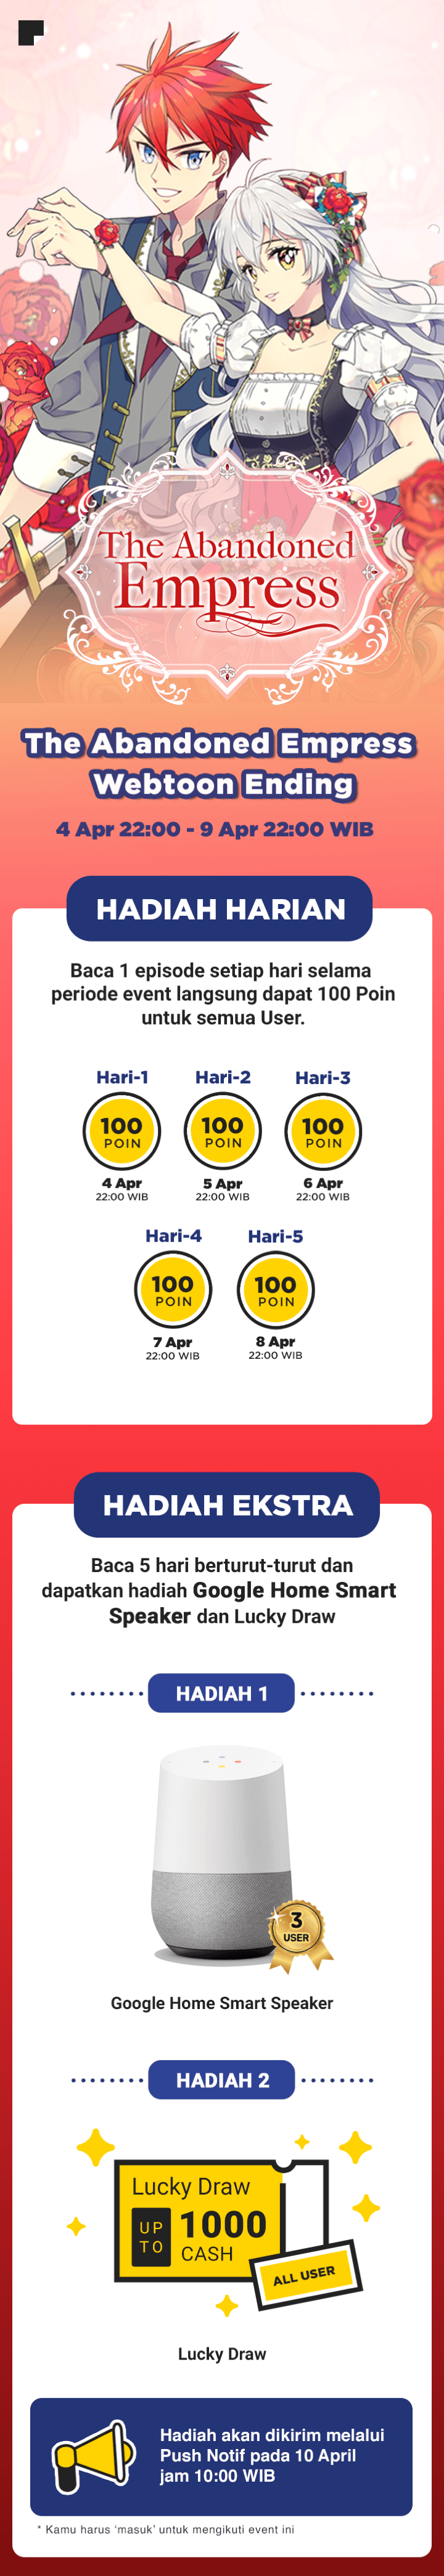 The Abandoned
Empress
The Abandoned Empress
Webtoon Ending
4 Apr 22:00 - 9 Apr 22:00 WIB
HADIAH HARIAN
Baca 1 episode setiap hari selama
periode event langsung dapat 100 Poin
untuk semua User.
Hari-1 Hari-2 Hari-3
100 100 100
POIN POIN POIN
4 Apr 5 Apr 6 Apr
22:00 WIB 22:00 WIB 22:00 WIB
Hari-4 Hari-5
100 100
POIN POIN
7 Apr 8 Apr
22:00 WIB 22:00 WIB
HADIAH EKSTRA
Baca 5 hari berturut-turut dan
dapatkan hadiah Google Home Smart
Speaker dan Lucky Draw
HADIAH 1
3
USER
Google Home Smart Speaker
HADIAH 2
Lucky Draw
UP TO 1000
CASH
ALL USER
Lucky Draw
Hadiah akan dikirim melalui
Push Notif pada 10 April
jam 10:00 WIB
* Kamu harus ‘masuk’ untuk mengikuti event ini